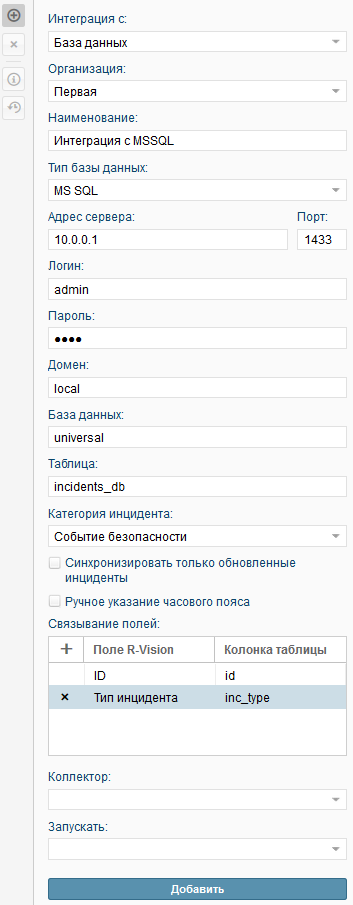 Интеграция с:
База данных
Организация:
Первая
Наименование:
Интеграция с MSSQL
Тип базы данных:
MS SQL
Адрес сервера: Порт:
10.0.0.1 1433
Логин:
admin
Пароль:
●●●●
Домен:
local
База данных:
universal
Таблица:
incidents_db
Категория инцидента:
Событие безопасности
Синхронизировать только обновленные
инциденты
Ручное указание часового пояса
Связывание полей:
Поле R-Vision Колонка таблицы
ID id
Тип инцидента inc_type
Коллектор:
Запускать:
Добавить